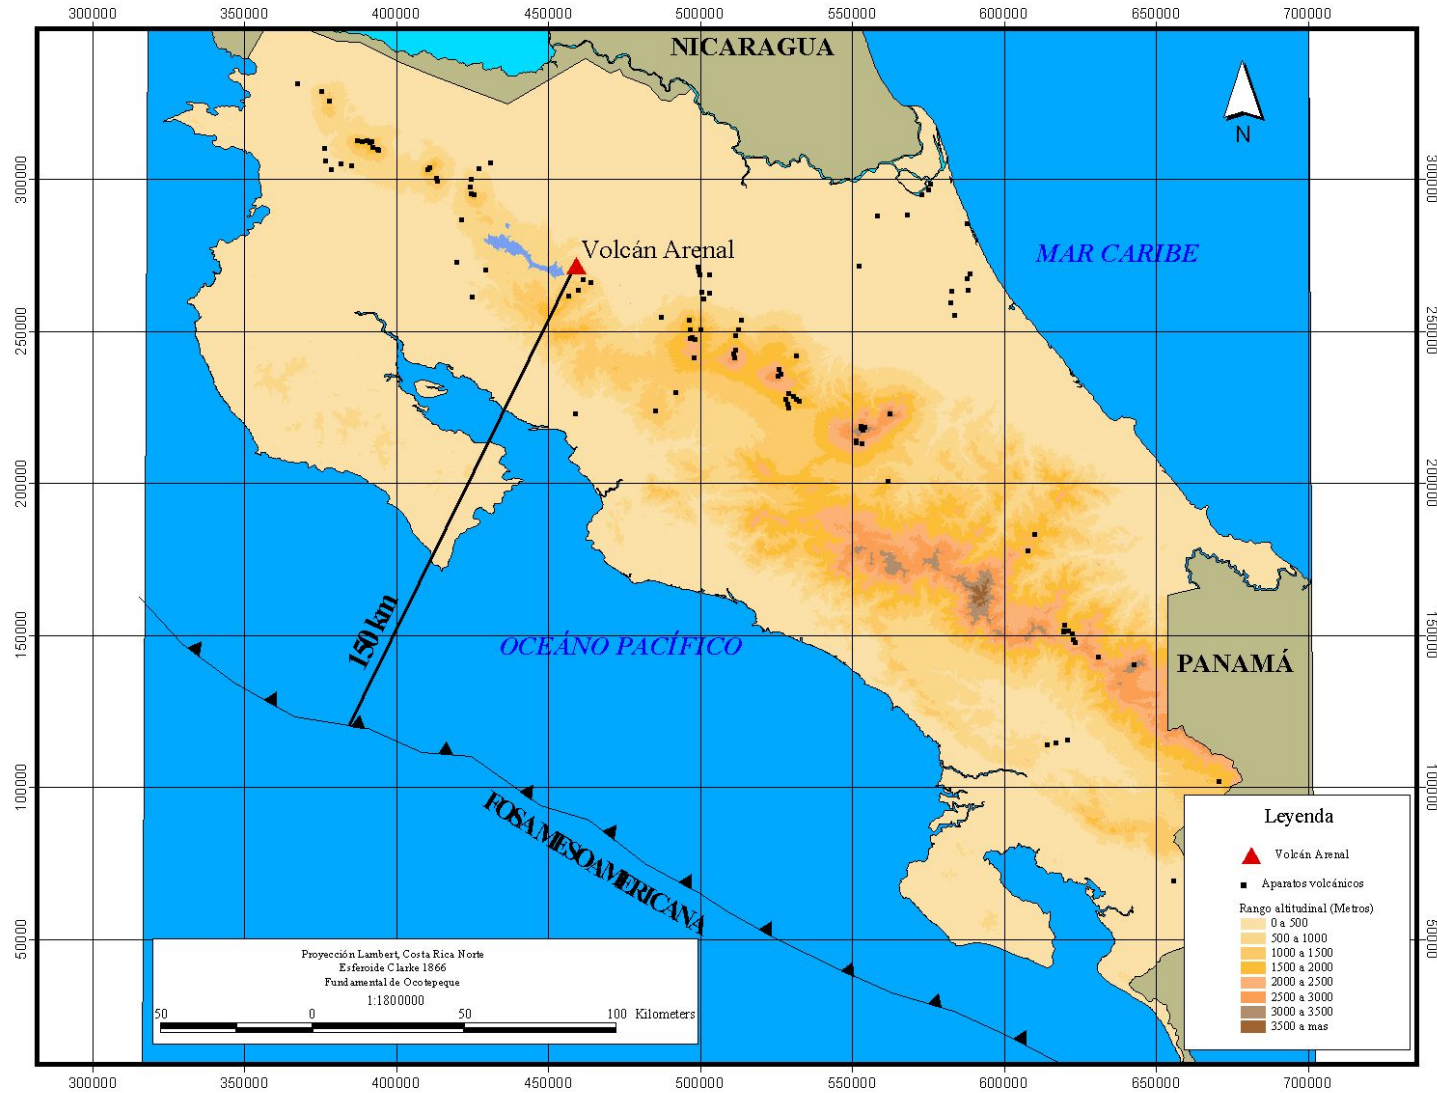 300000 350000 400000 450000 500000 550000 600000 650000 700000
NICARAGUA
N
300000
300000
Volcán Arenal
MAR CARIBE
250000
250000
200000
200000
150 km
150000
150000
OCEÁNO PACÍFICO
PANAMÁ
100000
100000
FOSA MESOAMERICANA
Leyenda
Volcán Arenal
Aparatos volcánicos
Rango altitudinal (Metros)
0 a 500
500 a 1000
1000 a 1500
1500 a 2000
2000 a 2500
2500 a 3000
3000 a 3500
3500 a mas
50000
50000
Proyección Lambert, Costa Rica Norte
Esferoide Clarke 1866
Fundamental de Ocotepeque
1:1800000
50 0 50 100 Kilometers
300000 350000 400000 450000 500000 550000 600000 650000 700000